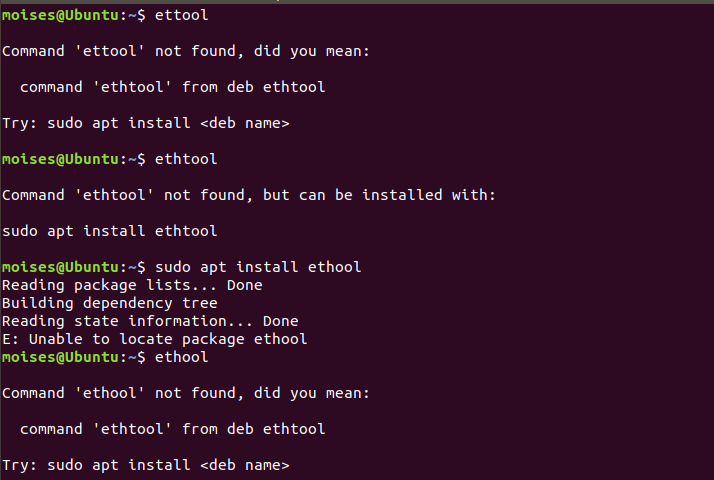 moises@Ubuntu:~$ ettool
Command 'ettool' not found, did you mean:
  command 'ethtool' from deb ethtool
Try: sudo apt install <deb name>
moises@Ubuntu:~$ ethtool
Command 'ethtool' not found, but can be installed with:
sudo apt install ethtool
moises@Ubuntu:~$ sudo apt install ethool
Reading package lists... Done
Building dependency tree
Reading state information... Done
E: Unable to locate package ethool
moises@Ubuntu:~$ ethool
Command 'ethool' not found, did you mean:
  command 'ethtool' from deb ethtool
Try: sudo apt install <deb name>